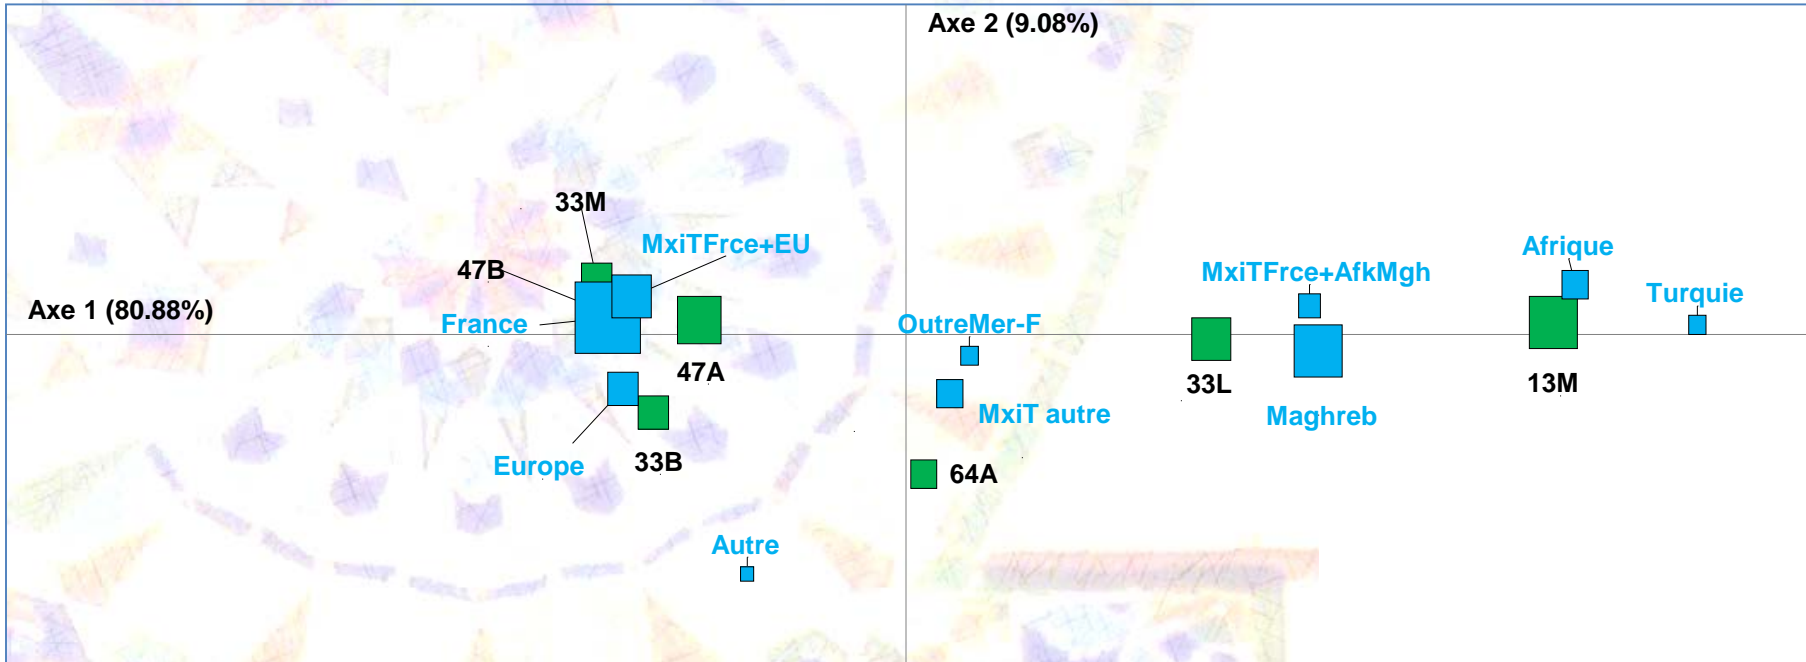 Axe 2 (9.08%)
33M
MxiTFrce+EU
47B
Axe 1 (80.88%)
France
47A
Europe
33B
Autre
OutreMer-F
MxiT autre
64A
MxiTFrce+AfkMgh
33L
Maghreb
Afrique
Turquie
13M